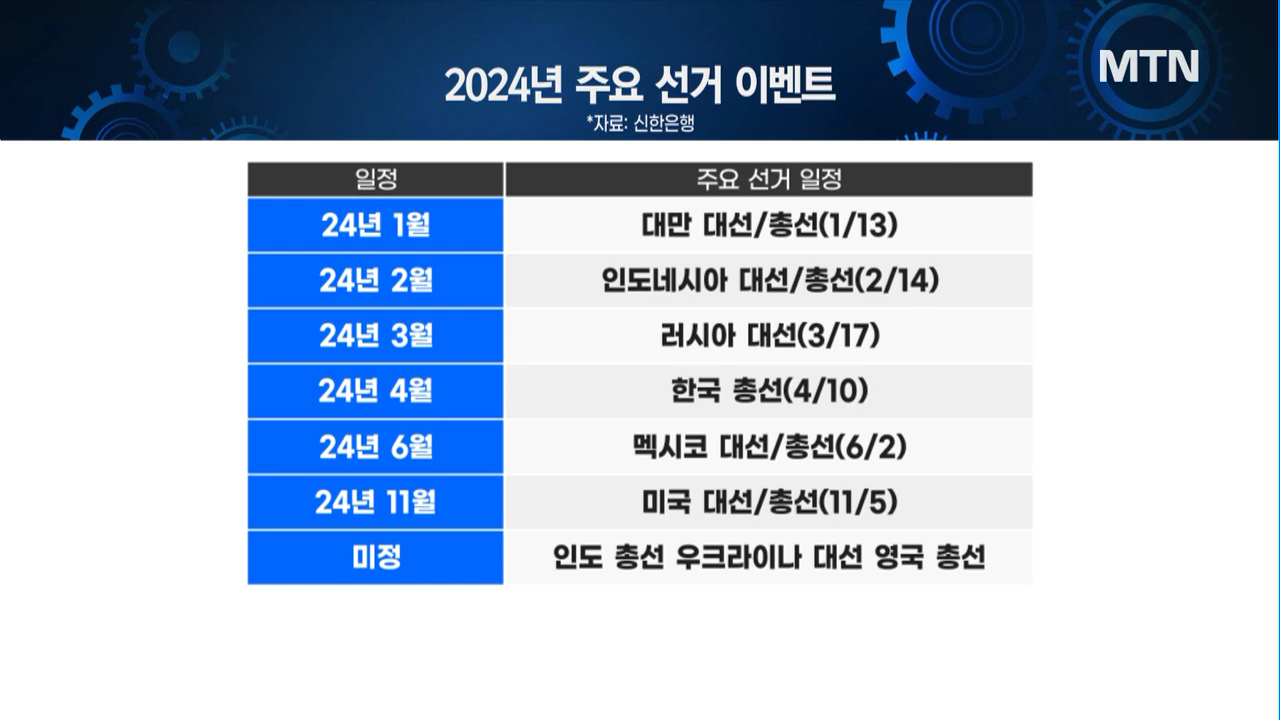 MTN
2024년 주요 선거 이벤트
*자료: 신한은행
일정 주요 선거 일정
24년 1월 대만 대선/총선(1/13)
24년 2월 인도네시아 대선/총선(2/14)
24년 3월 러시아 대선(3/17)
24년 4월 한국 총선(4/10)
24년 6월 멕시코 대선/총선(6/2)
24년 11월 미국 대선/총선(11/5)
미정 인도 총선 우크라이나 대선 영국 총선